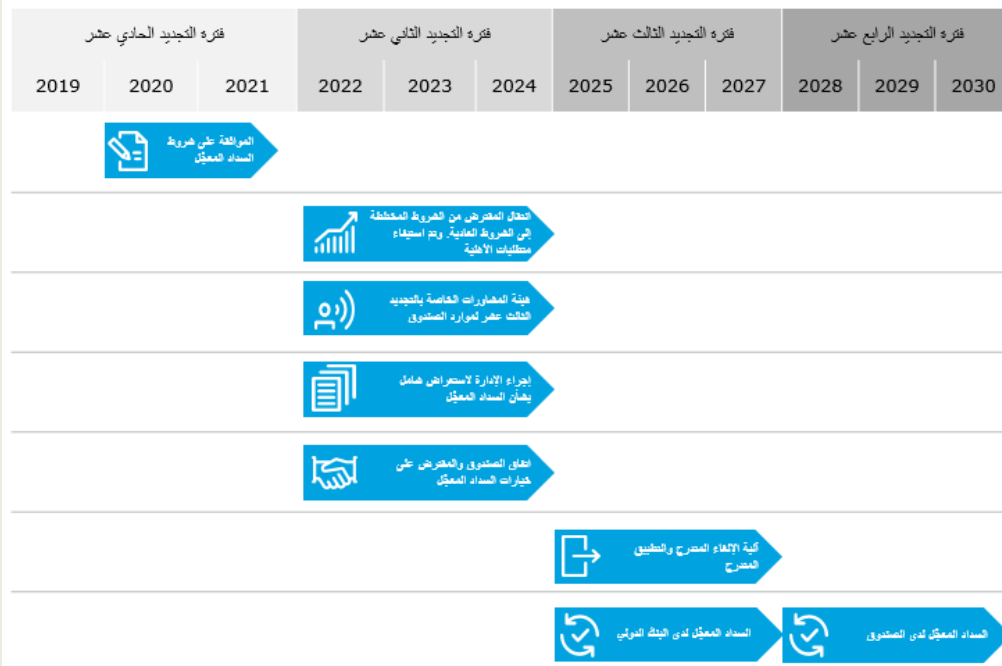 فترة التجديد الحادي عشر
فترة التجديد الثاني عشر
فترة التجديد الثالث عشر
فترة التجديد الرابع عشر
2019 2020 2021 2022 2023 2024 2025 2026 2027 2028 2029 2030
الموافقة على شروط
السداد المعجّل
انتقال المقترض من الشروط المختلطة
إلى الشروط العادية. وتم استيفاء
متطلبات الأهلية
هيئة المشاورات الخاصة بالتجديد
الثالث عشر لموارد الصندوق
إجراء الإدارة لاستعراض شامل
بشأن السداد المعجّل
اتفاق الصندوق والمقترض على
خيارات السداد المعجّل
آلية الإلغاء المتدرج والتطبيق
المتدرج
السداد المعجّل لدى البنك الدولي
السداد المعجّل لدى الصندوق